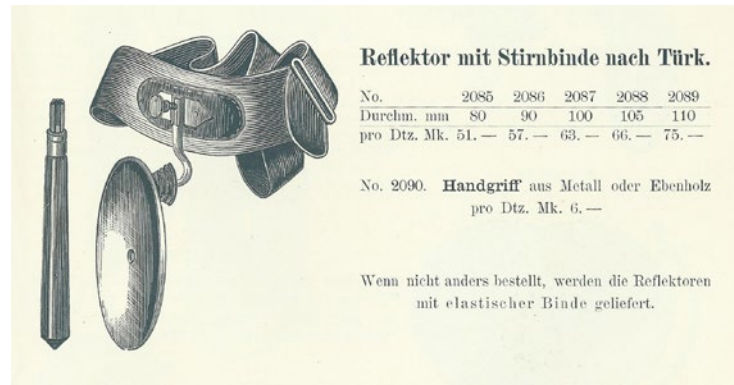 Reflektor mit Stirnbinde nach Türk.
No. 2085 2086 2087 2088 2089
Durchm. mm 80 90 100 105 110
pro Dtz. Mk. 51.— 57.— 63.— 66.— 75.—
No. 2090. Handgriff aus Metall oder Ebenholz
pro Dtz. Mk. 6.—
Wenn nicht anders bestellt, werden die Reflektoren
mit elastischer Binde geliefert.